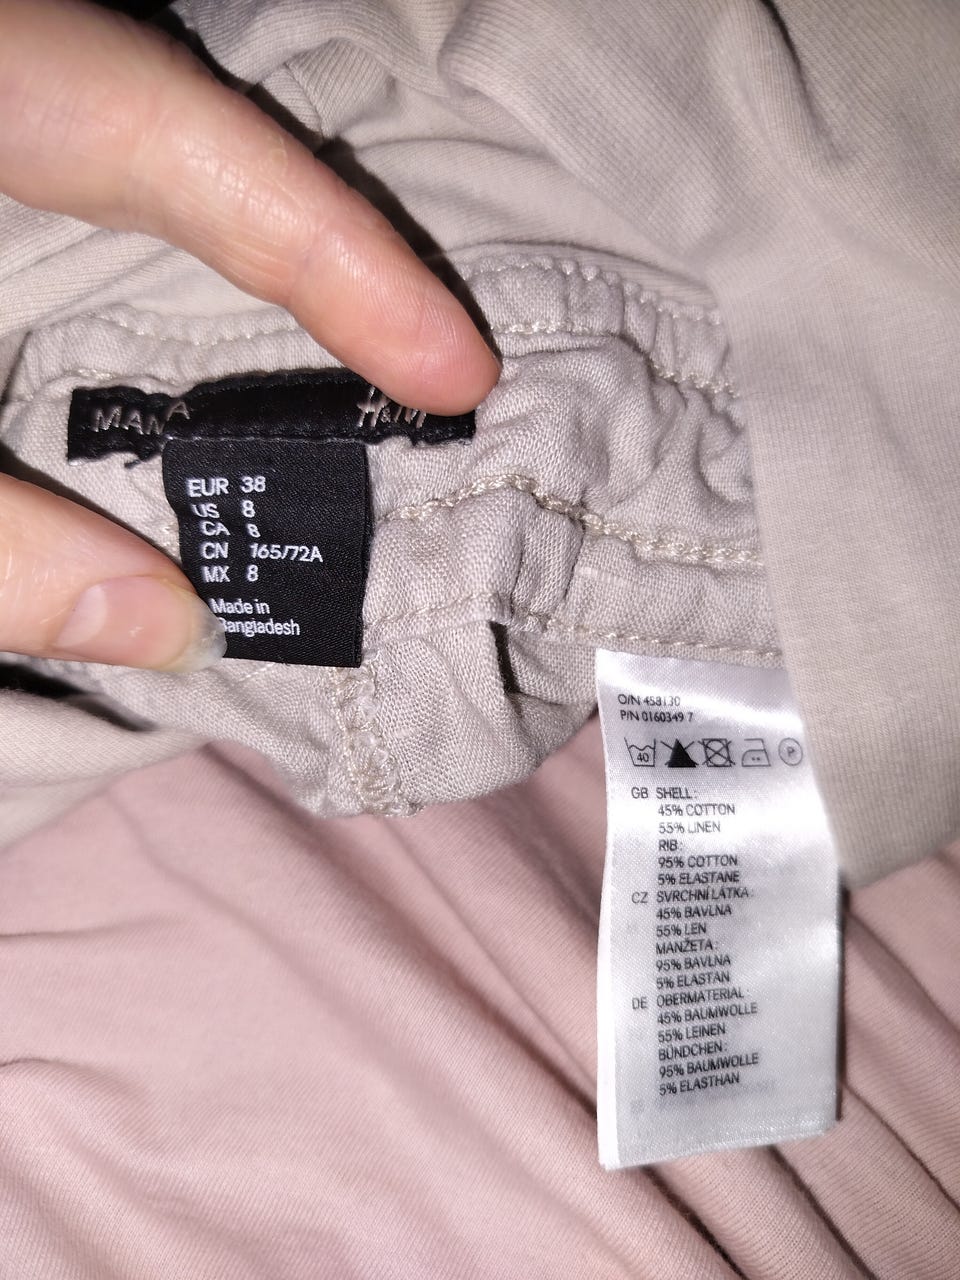 MAMA H&M
EUR 38
US 8
CA 8
CN 165/72A
MX 8
Made in
Bangladesh
O/N 458130
P/N 0160349 7
40 P
GB SHELL:
45% COTTON
55% LINEN
RIB:
95% COTTON
5% ELASTANE
CZ SVRCHNÍ LÁTKA:
45% BAVLNA
55% LEN
MANŽETA:
95% BAVLNA
5% ELASTAN
DE OBERMATERIAL:
45% BAUMWOLLE
55% LEINEN
BÜNDCHEN:
95% BAUMWOLLE
5% ELASTHAN